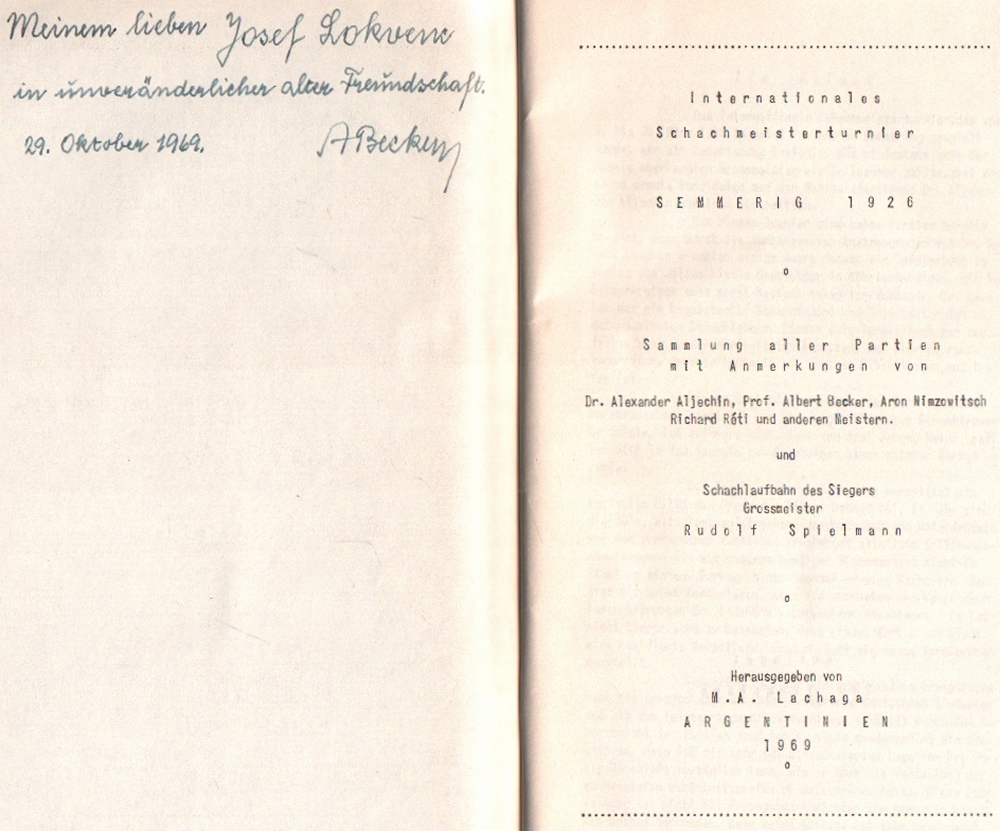 Meinem lieben Josef Lokvenc
in unveränderlicher alter Freundschaft.
29. Oktober 1969. ABecker
Internationales
Schachmeisterturnier
SEMMERIG 1926
o
Sammlung aller Partien
mit Anmerkungen von
Dr. Alexander Aljechin, Prof. Albert Becker, Aron Nimzowitsch
Richard Réti und anderen Meistern.
und
Schachlaufbahn des Siegers
Grossmeister
Rudolf Spielmann
o
Herausgegeben von
M.A. Lachaga
ARGENTINIEN
1969
o